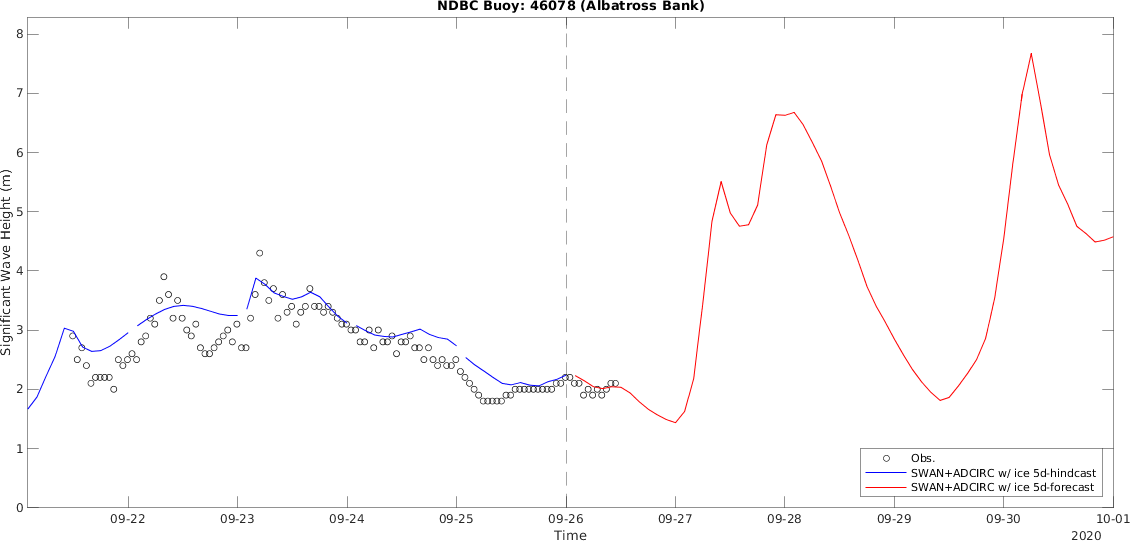 NDBC Buoy: 46078 (Albatross Bank)
Significant Wave Height (m)
8
7
6
5
4
3
2
1
0
Obs.
SWAN+ADCIRC w/ ice 5d-hindcast
SWAN+ADCIRC w/ ice 5d-forecast
09-22 09-23 09-24 09-25 09-26 09-27 09-28 09-29 09-30 10-01
Time
2020